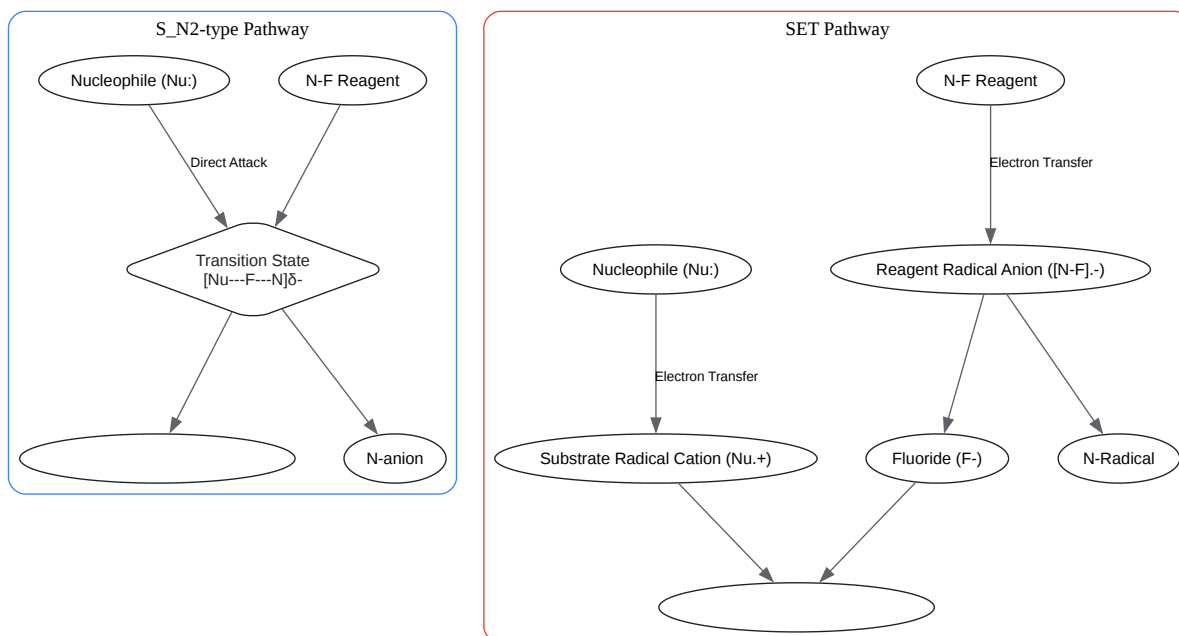 S_N2-type Pathway
Nucleophile (Nu:)
N-F Reagent
Direct Attack
Transition State
[Nu---F---N]δ-
N-anion
SET Pathway
N-F Reagent
Electron Transfer
Nucleophile (Nu:)
Reagent Radical Anion ([N-F].-)
Electron Transfer
Substrate Radical Cation (Nu.+)
Fluoride (F-)
N-Radical